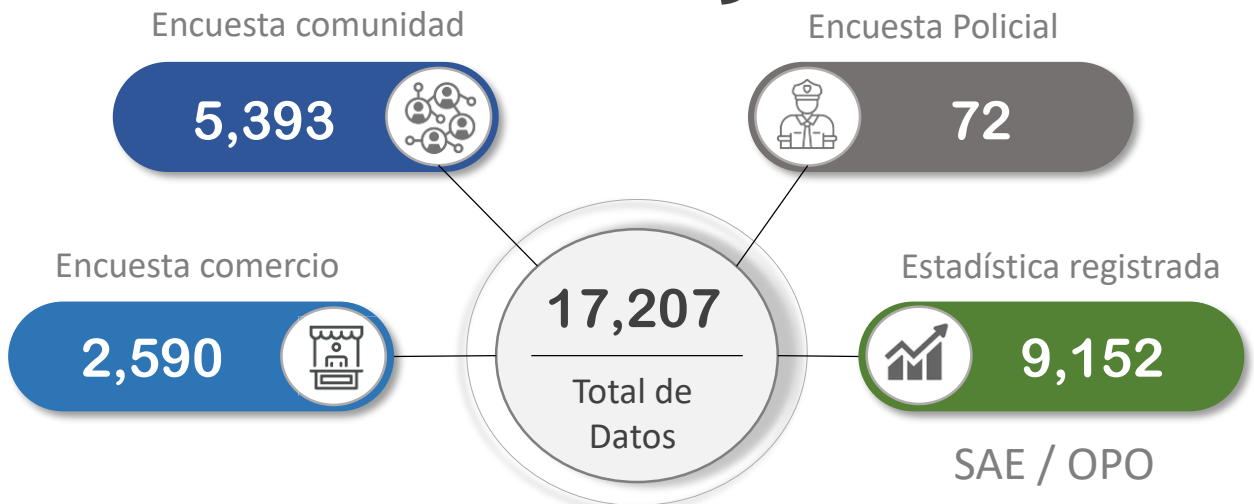 Encuesta comunidad
5,393
Encuesta Policial
72
Encuesta comercio
2,590
17,207
Total de
Datos
Estadística registrada
9,152
SAE / OPO